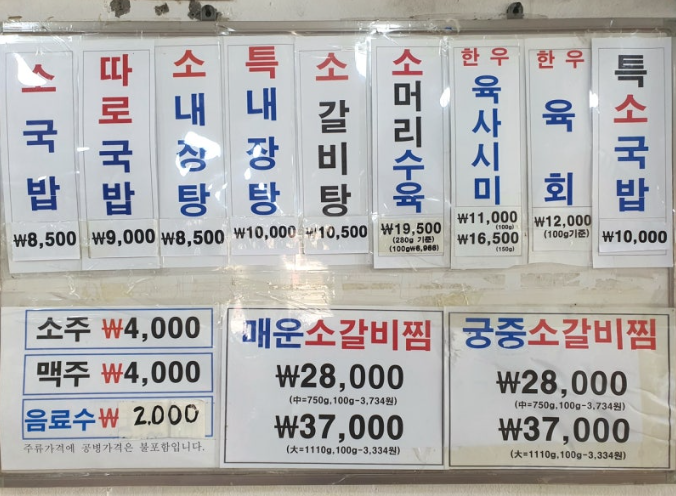 소국밥
₩8,500
따로국밥
₩9,000
소내장탕
₩8,500
특내장탕
₩10,000
소갈비탕
₩10,500
소머리수육
₩19,500
(280g 기준)
(100g₩6,966)
한우
육사시미
₩11,000
(100g)
₩16,500
(150g)
한우
육회
₩12,000
(100g기준)
특소국밥
₩10,000
소주 ₩4,000
맥주 ₩4,000
음료수₩ 2,000
주류가격에 공병가격은 불포함입니다.
매운소갈비찜
₩28,000
(中=750g,100g-3,734원)
₩37,000
(大=1110g,100g-3,334원)
궁중소갈비찜
₩28,000
(中=750g,100g-3,734원)
₩37,000
(大=1110g,100g-3,334원)